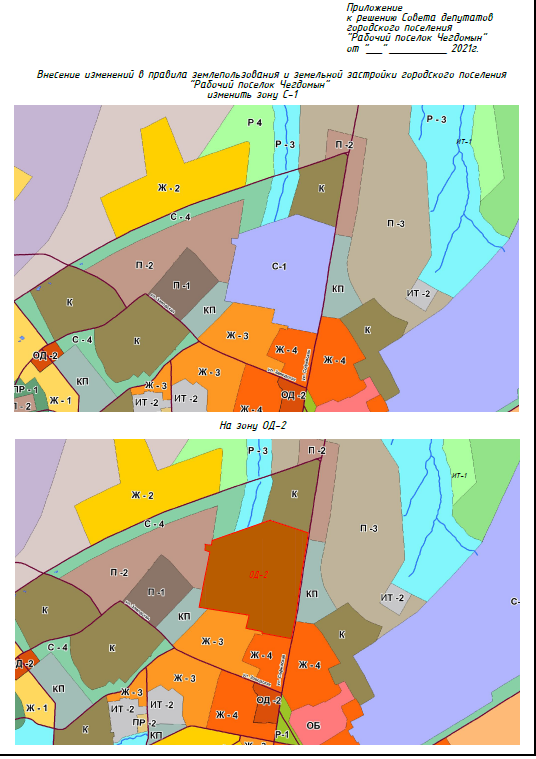 Приложение
к решению Совета депутатов
городского поселения
"Рабочий поселок Чегдомын"
от "___" __________ 2021г.
Внесение изменений в правила землепользования и земельной застройки городского поселения
"Рабочий поселок Чегдомын"
изменить зону С-1
Р 4
Р - 3
Р - 3
П - 2
ИТ-1
К
Ж - 2
С - 4
П -3
П - 2
С -1
П - 1
КП
ИТ -2
К
КП
К
К
С - 4
Ж - 3
Ж - 4
Ж - 4
ОД -2
КП
Ж - 3
Ж - 3
ПР - 1
ИТ - 2
ИТ -2
ОД -2
Ж - 1
П - 2
Ж - 4
На зону ОД-2
Р - 3
П - 2
ИТ-1
Ж - 2
К
С - 4
П -3
П - 2
ОД-2
П - 1
КП
ИТ -2
С-
К
КП
К
К
С - 4
Ж - 3
Ж - 4
Ж - 4
Д -2
Ж - 3
КП
Ж - 3
ОД -2
Ж - 1
ИТ -2
ИТ -2
Ж - 4
ПР -2
ОБ
К
КП
Р -1
Ж - 3